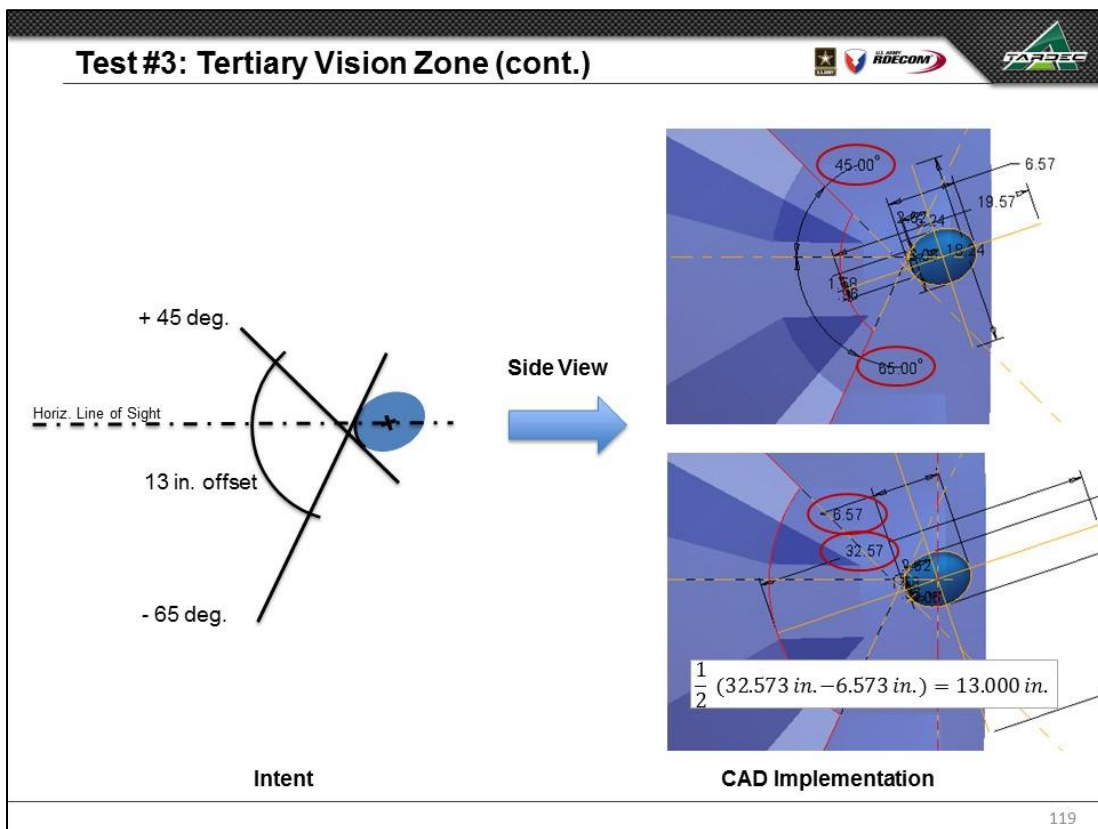 Test #3: Tertiary Vision Zone (cont.)
U.S. ARMY
RDECOM
TARDEC
+ 45 deg.
Horiz. Line of Sight
13 in. offset
- 65 deg.
Side View
45.00°
6.57
19.57
18.24
65.00°
6.57
32.57
1/2 (32.573 in.−6.573 in.) = 13.000 in.
Intent
CAD Implementation
119